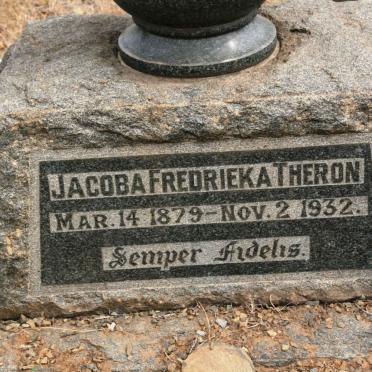 JACOBA FREDRIEKA THERON
MAR. 14 1879 - NOV. 2 1932.
Semper Fidelis.